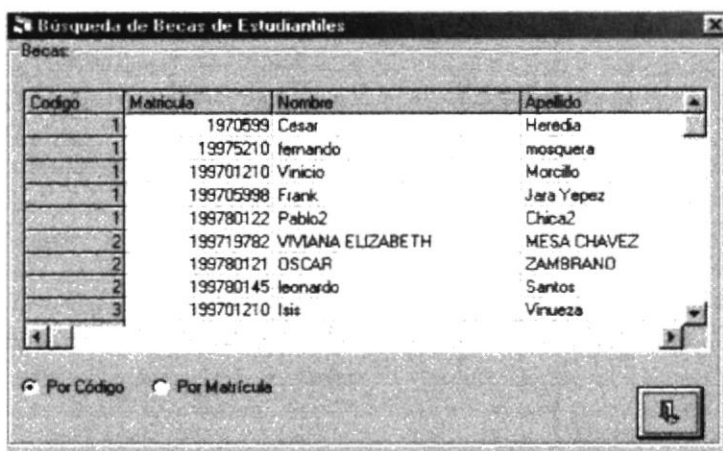 Búsqueda de Becas de Estudiantiles
Becas:
Codigo Matricula Nombre Apellido
1 1970599 Cesar Heredia
1 19975210 fernando mosquera
1 199701210 Vinicio Morcillo
1 199705998 Frank Jara Yepez
1 199780122 Pablo2 Chica2
2 199719782 VIVIANA ELIZABETH MESA CHAVEZ
2 199780121 OSCAR ZAMBRANO
2 199780145 leonardo Santos
3 199701210 Isis Vinueza
Por Código Por Matrícula